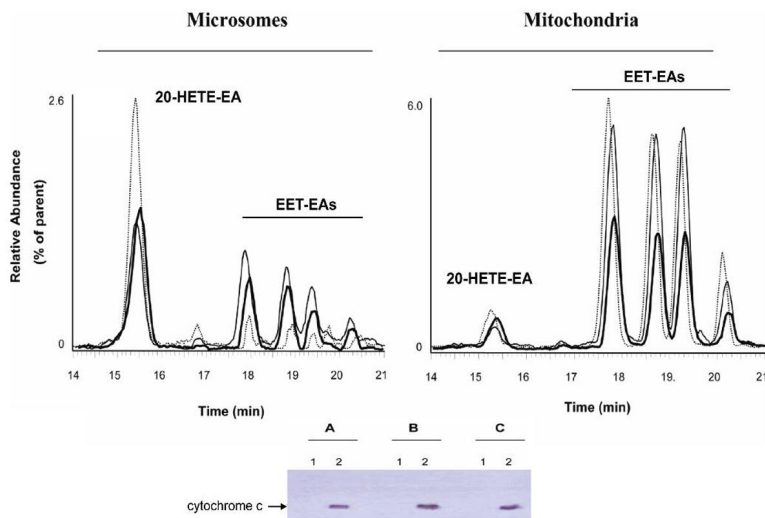 Microsomes
Mitochondria
2.6
20-HETE-EA
EET-EAs
Relative Abundance
(% of parent)
0
14 15 16 17 18 19 20 21
Time (min)
6.0
EET-EAs
20-HETE-EA
0
14 15 16 17 18 19. 20 21
Time (min)
A B C
1 2 1 2 1 2
cytochrome c